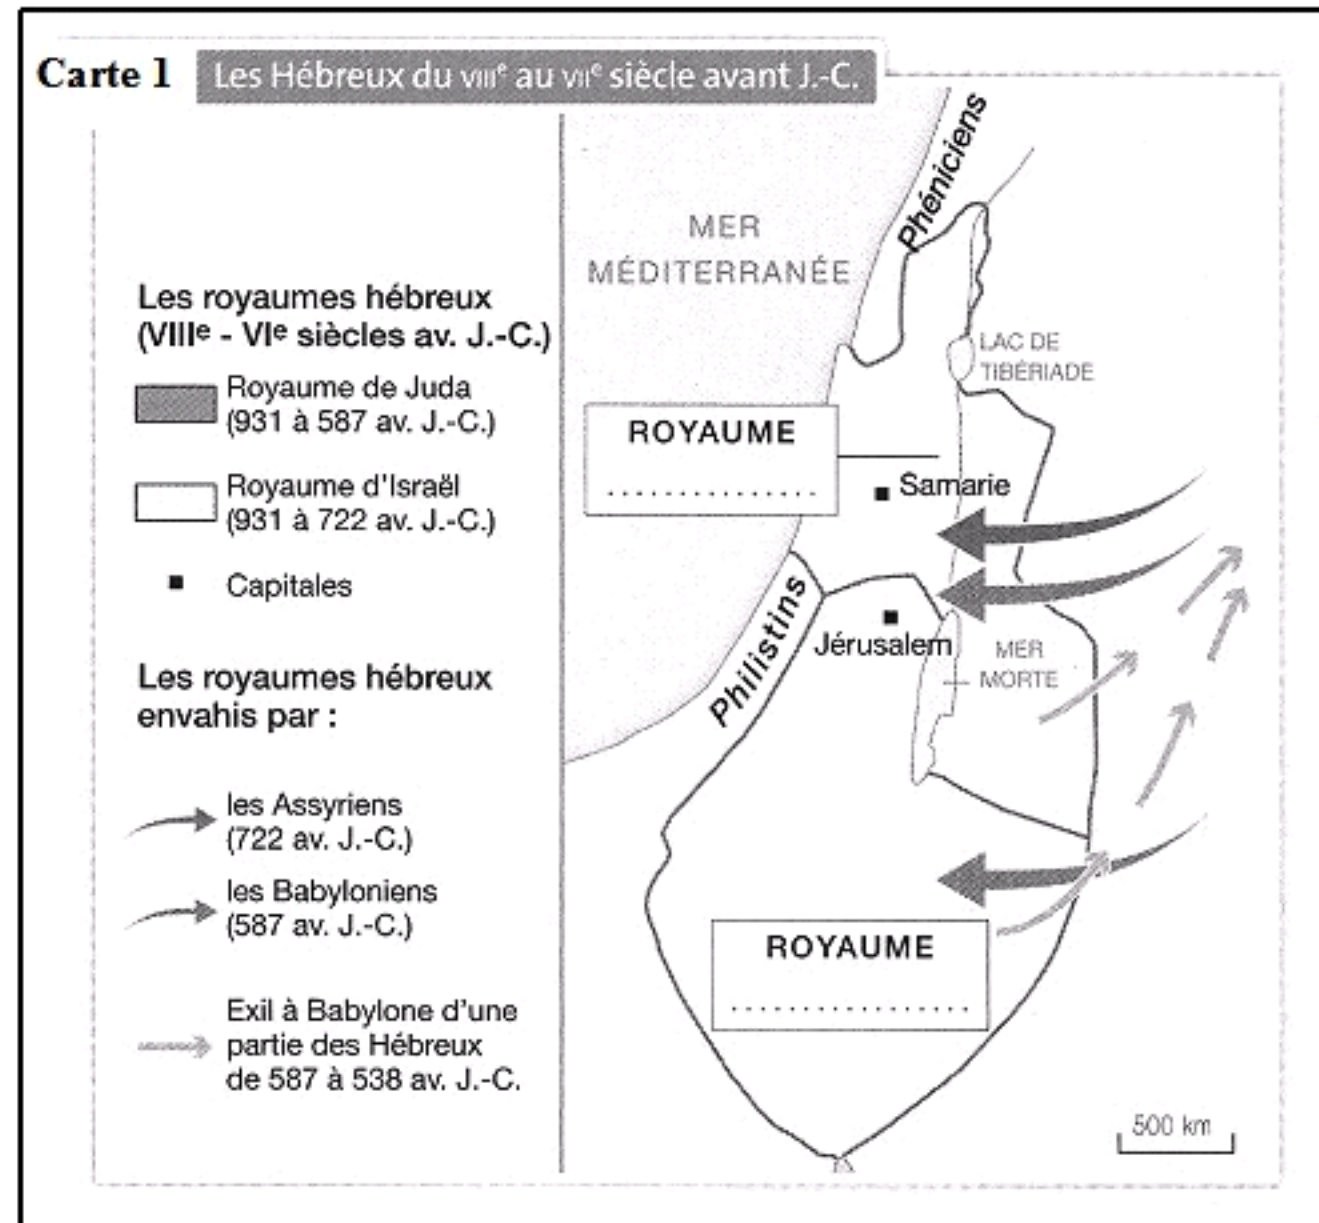 Carte 1 Les Hébreux du VIIIe au VIIe siècle avant J.-C.
Les royaumes hébreux
(VIIIe - VIe siècles av. J.-C.)
Royaume de Juda
(931 à 587 av. J.-C.)
Royaume d'Israël
(931 à 722 av. J.-C.)
Capitales
Les royaumes hébreux
envahis par :
les Assyriens
(722 av. J.-C.)
les Babyloniens
(587 av. J.-C.)
Exil à Babylone d'une
partie des Hébreux
de 587 à 538 av. J.-C.
Phéniciens
MER
MÉDITERRANÉE
LAC DE
TIBÉRIADE
ROYAUME
....................
Samarie
Philistins
Jérusalem
MER
MORTE
ROYAUME
....................
500 km